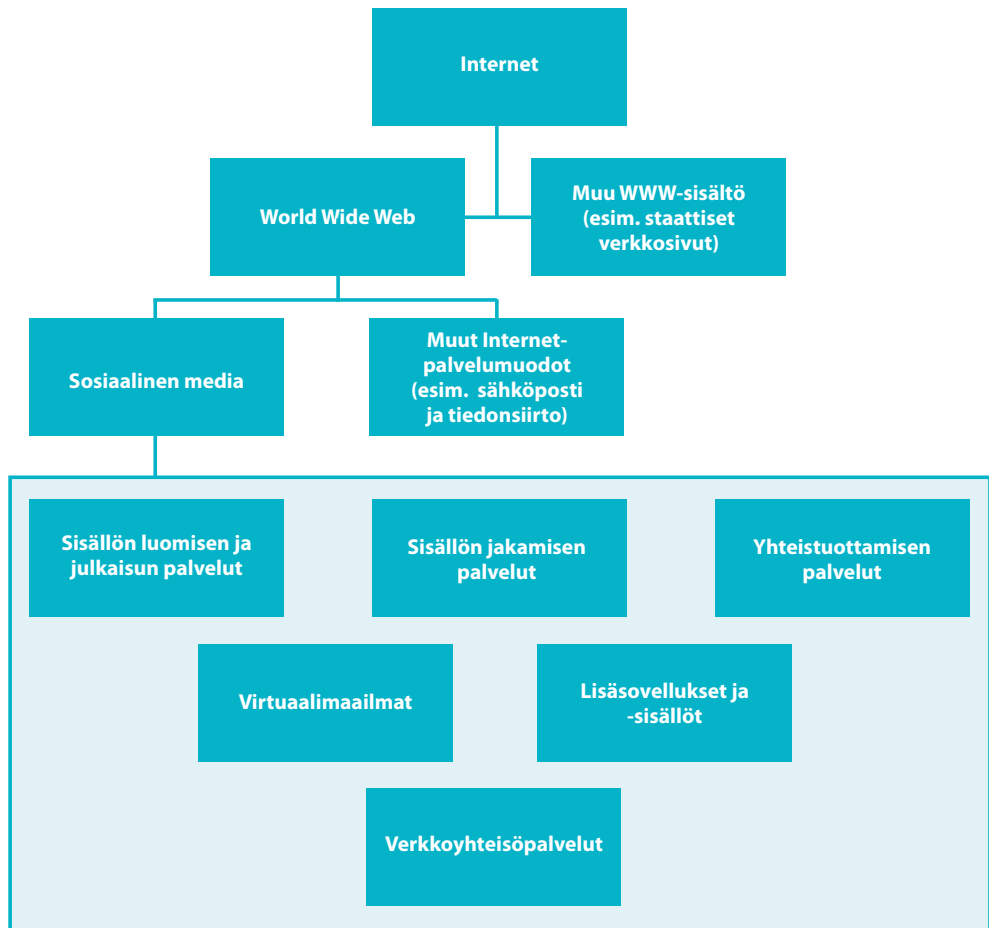 Internet
World Wide Web
Muu WWW-sisältö
(esim. staattiset
verkkosivut)
Sosiaalinen media
Muut Internet-
palvelumuodot
(esim. sähköposti
ja tiedonsiirto)
Sisällön luomisen ja
julkaisun palvelut
Sisällön jakamisen
palvelut
Yhteistuottamisen
palvelut
Virtuaalimaailmat
Lisäsovellukset ja
-sisällöt
Verkkoyhteisöpalvelut